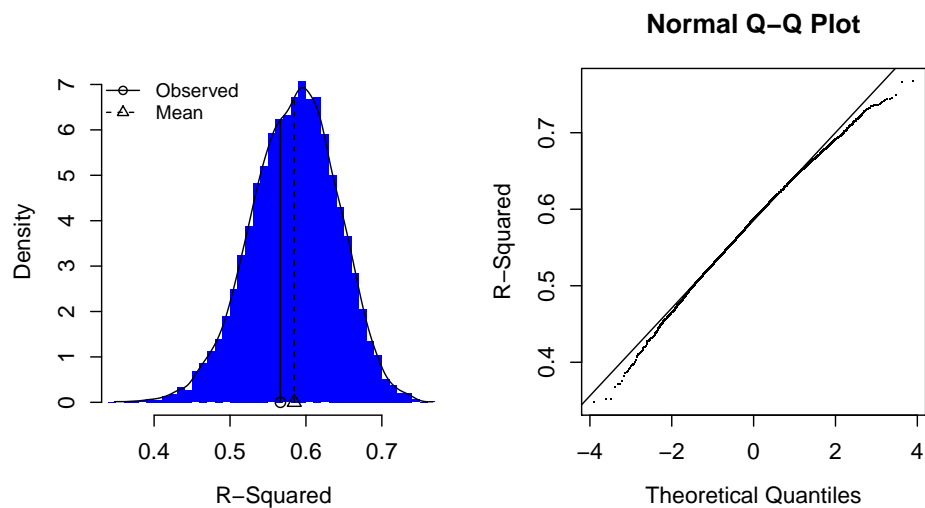 Observed
Mean
7
6
5
4
3
2
1
0
Density
0.4 0.5 0.6 0.7
R−Squared
Normal Q−Q Plot
0.7
0.6
0.5
0.4
R−Squared
−4 −2 0 2 4
Theoretical Quantiles